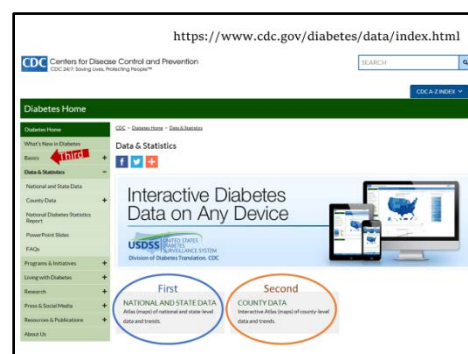 https://www.cdc.gov/diabetes/data/index.html
CDC Centers for Disease Control and Prevention
CDC 24/7: Saving Lives, Protecting People™
SEARCH
CDC A-Z INDEX
Diabetes Home
Diabetes Home
What's New in Diabetes
Basics
Third
Data & Statistics
National and State Data
County Data
National Diabetes Statistics
Report
PowerPoint Slides
FAQs
Programs & Initiatives
Living with Diabetes
Research
Press & Social Media
Resources & Publications
About Us
CDC > Diabetes Home > Data & Statistics
Data & Statistics
Interactive Diabetes
Data on Any Device
USDSS UNITED STATES
DIABETES
SURVEILLANCE SYSTEM
Division of Diabetes Translation, CDC
First
NATIONAL AND STATE DATA
Atlas (maps) of national and state-level
data and trends.
Second
COUNTY DATA
Interactive Atlas (maps) of county-level
data and trends.